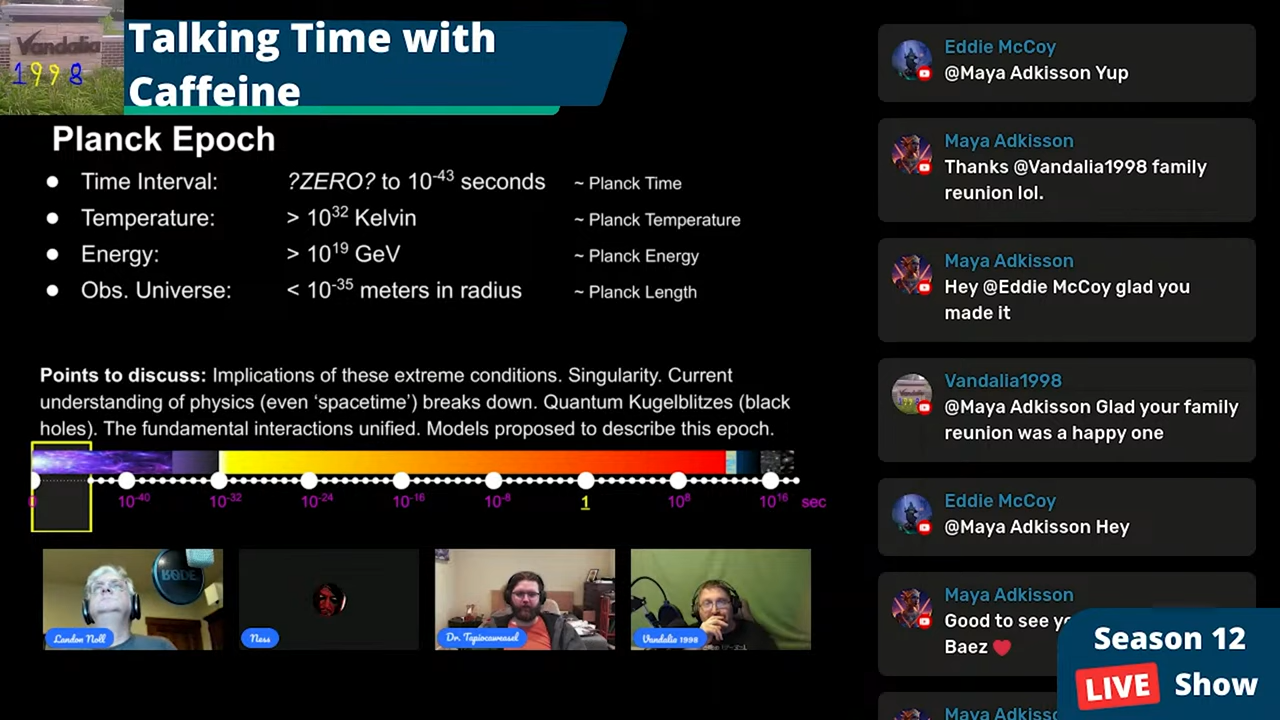 Vandalia
1998
Talking Time with
Caffeine
Planck Epoch
● Time Interval: ?ZERO? to 10⁻⁴³ seconds ~ Planck Time
● Temperature: > 10³² Kelvin ~ Planck Temperature
● Energy: > 10¹⁹ GeV ~ Planck Energy
● Obs. Universe: < 10⁻³⁵ meters in radius ~ Planck Length
Points to discuss: Implications of these extreme conditions. Singularity. Current
understanding of physics (even ‘spacetime’) breaks down. Quantum Kugelblitzes (black
holes). The fundamental interactions unified. Models proposed to describe this epoch.
0 10⁻⁴⁰ 10⁻³² 10⁻²⁴ 10⁻¹⁶ 10⁻⁸ 1 10⁸ 10¹⁶ sec
RØDE
Landon Noll
Ness
Dr. Tapiocaweasel
Vandalia 1998
Eddie McCoy
@Maya Adkisson Yup
Maya Adkisson
Thanks @Vandalia1998 family
reunion lol.
Maya Adkisson
Hey @Eddie McCoy glad you
made it
Vandalia1998
@Maya Adkisson Glad your family
reunion was a happy one
Eddie McCoy
@Maya Adkisson Hey
Maya Adkisson
Good to see
Baez ❤
Maya Adkisson
Season 12
LIVE Show